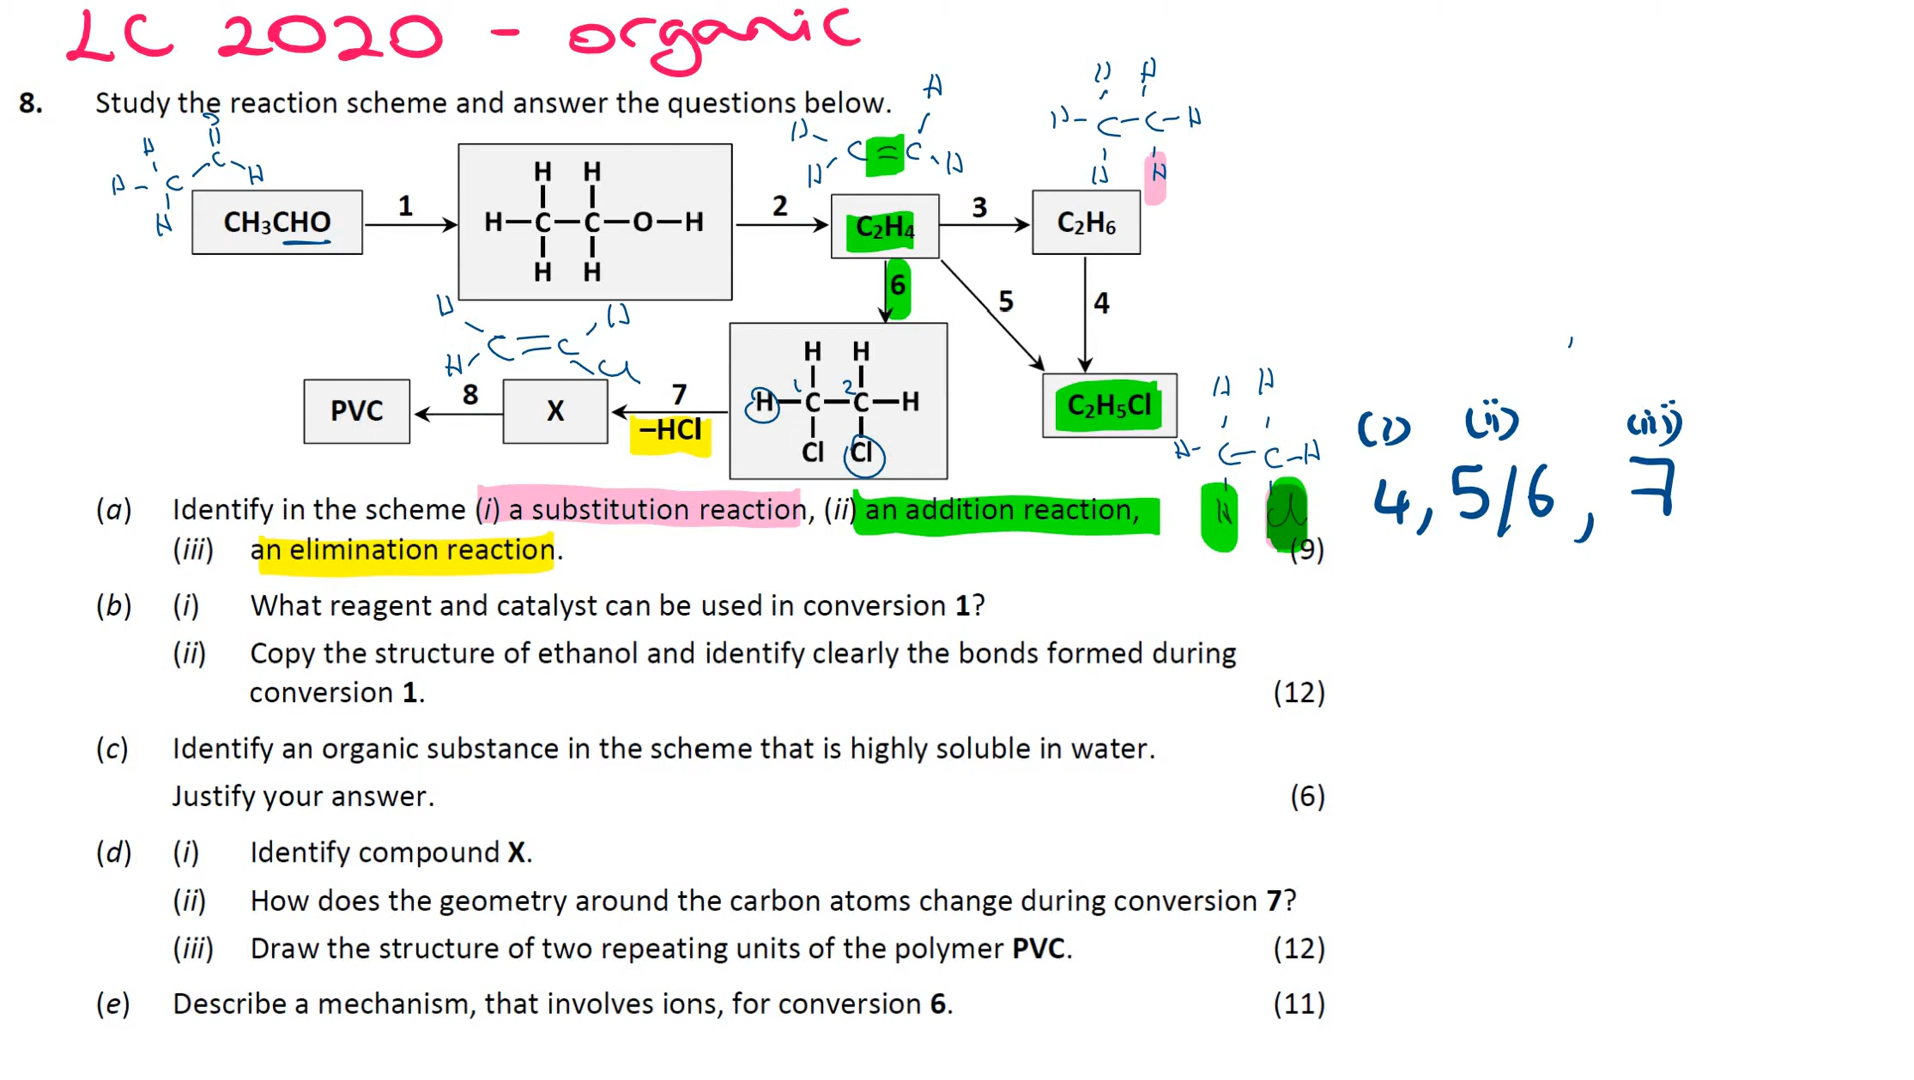 LC 2020 - organic
8. Study the reaction scheme and answer the questions below.
CH₃CHO
1
H H
H–C–C–O–H
H H
2
C₂H₄
3
C₂H₆
6
5
4
PVC
8
X
7
–HCl
H H
H–C–C–H
Cl Cl
1 2
C₂H₅Cl
H H
H-C-C-H
C=C
Cl
(i) (ii) (iii)
4, 5/6, 7
(a) Identify in the scheme (i) a substitution reaction, (ii) an addition reaction,
(iii) an elimination reaction. (9)
(b) (i) What reagent and catalyst can be used in conversion 1?
(ii) Copy the structure of ethanol and identify clearly the bonds formed during
conversion 1. (12)
(c) Identify an organic substance in the scheme that is highly soluble in water.
Justify your answer. (6)
(d) (i) Identify compound X.
(ii) How does the geometry around the carbon atoms change during conversion 7?
(iii) Draw the structure of two repeating units of the polymer PVC. (12)
(e) Describe a mechanism, that involves ions, for conversion 6. (11)